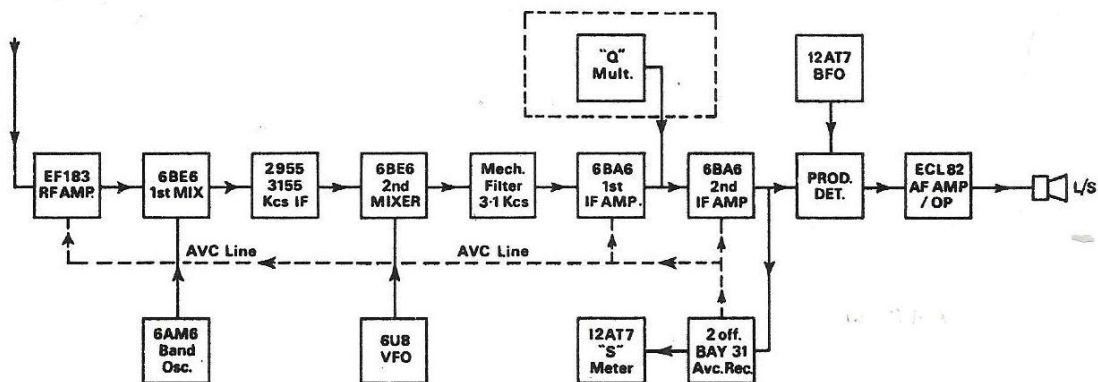 "Q"
Mult.
12AT7
BFO
EF183
RF AMP.
6BE6
1st MIX
2955
3155
Kcs IF
6BE6
2nd
MIXER
Mech.
Filter
3·1 Kcs
6BA6
1st
IF AMP.
6BA6
2nd
IF AMP
PROD.
DET.
ECL82
AF AMP
/ OP
L/S
AVC Line
AVC Line
6AM6
Band
Osc.
6U8
VFO
12AT7
"S"
Meter
2 off.
BAY 31
Avc.Rec.